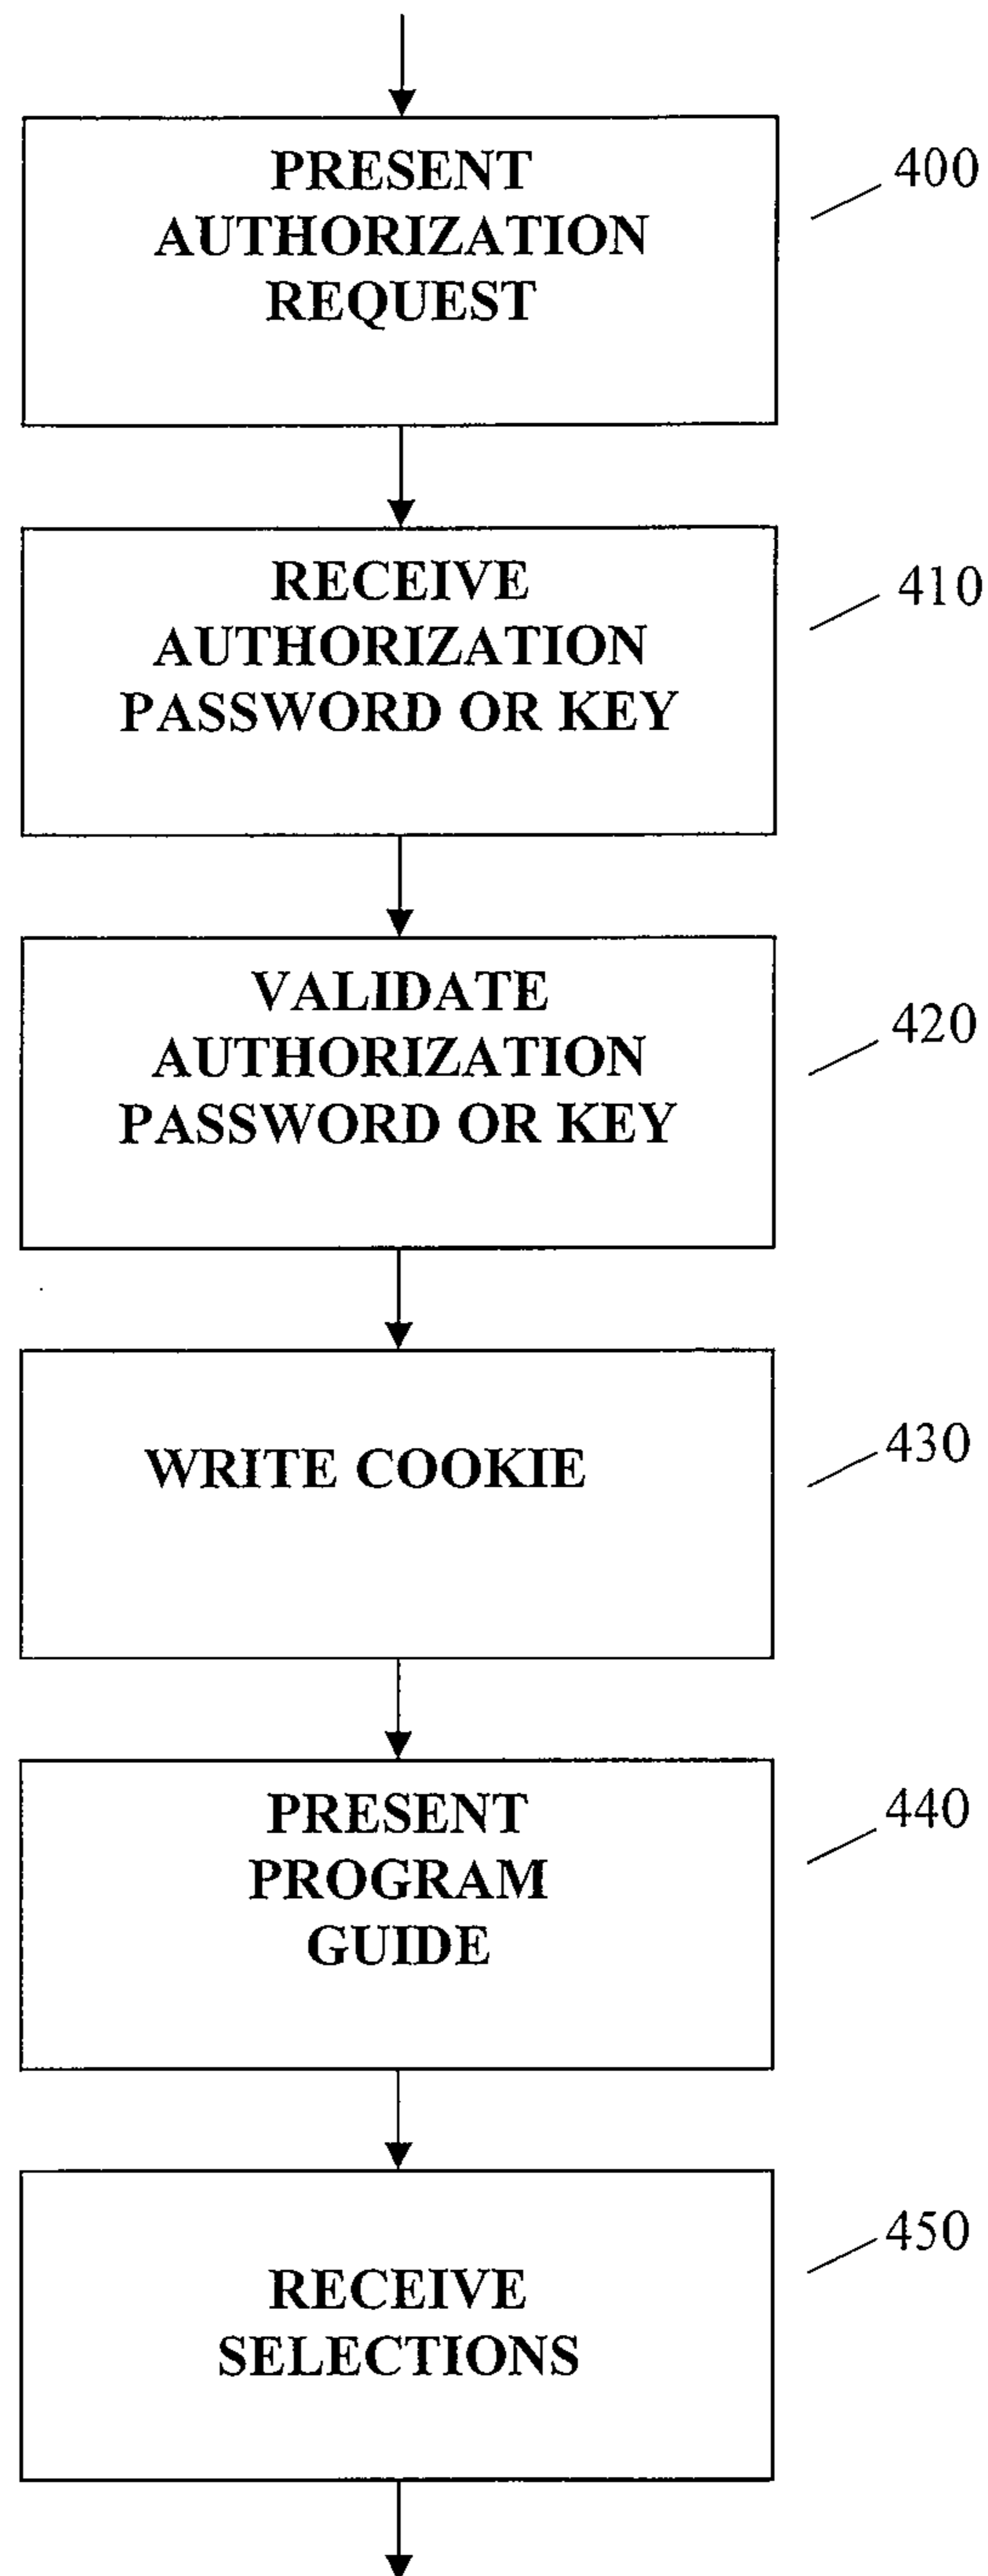 PRESENT
AUTHORIZATION
REQUEST
400
RECEIVE
AUTHORIZATION
PASSWORD OR KEY
410
VALIDATE
AUTHORIZATION
PASSWORD OR KEY
420
WRITE COOKIE
430
PRESENT
PROGRAM
GUIDE
440
RECEIVE
SELECTIONS
450